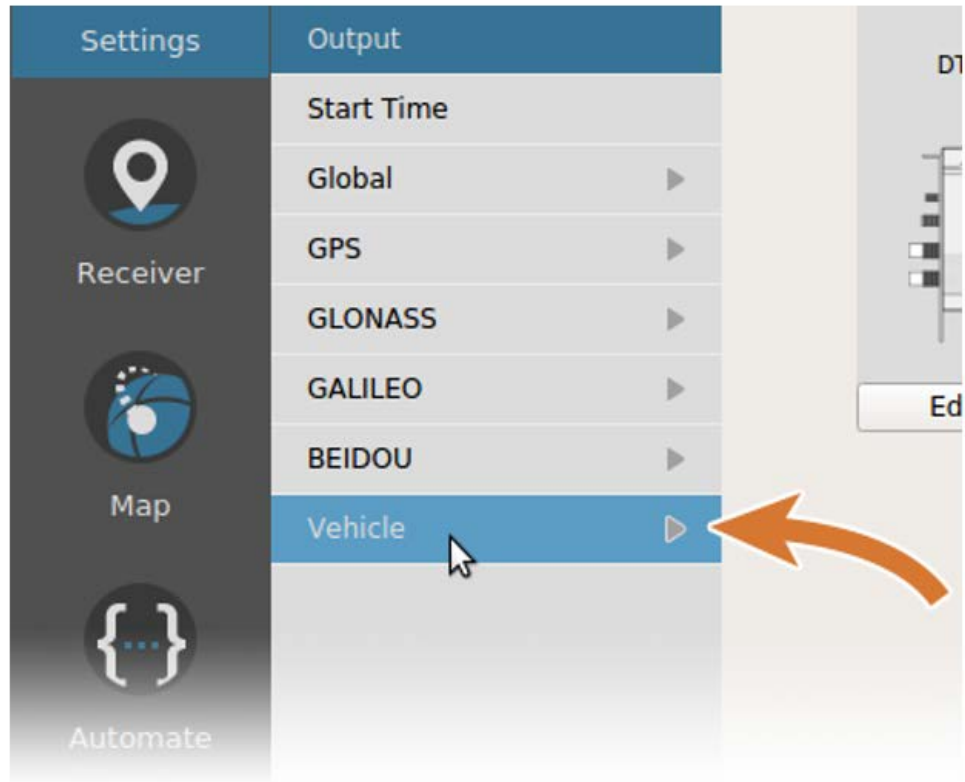 Settings
Receiver
Map
Automate
Output
Start Time
Global
GPS
GLONASS
GALILEO
BEIDOU
Vehicle